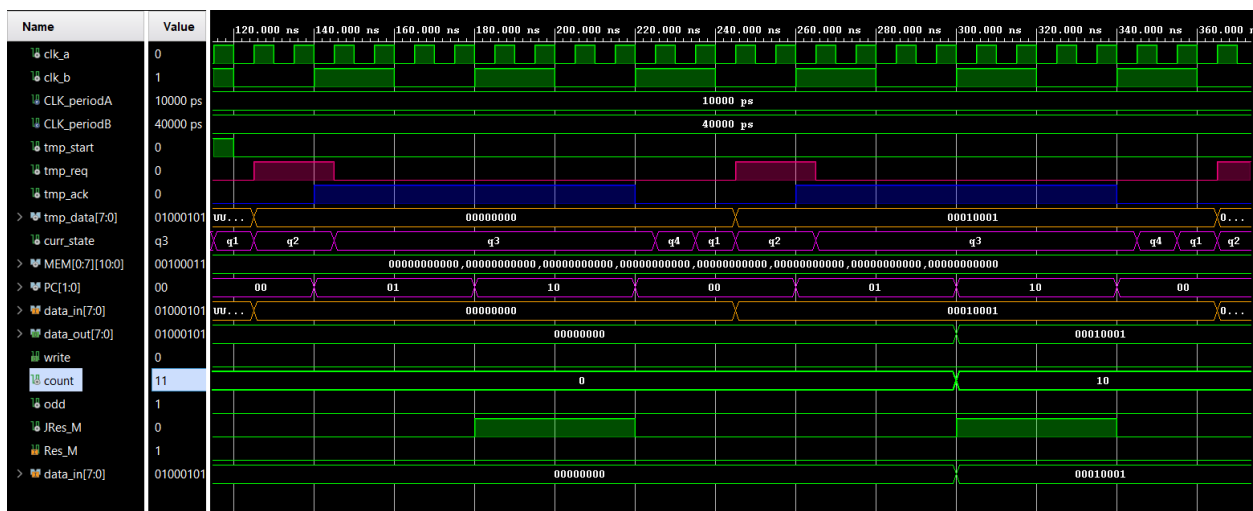 Name Value 120.000 ns 140.000 ns 160.000 ns 180.000 ns 200.000 ns 220.000 ns 240.000 ns 260.000 ns 280.000 ns 300.000 ns 320.000 ns 340.000 ns 360.000 n
clk_a 0
clk_b 1
CLK_periodA 10000 ps 10000 ps
CLK_periodB 40000 ps 40000 ps
tmp_start 0
tmp_req 0
tmp_ack 0
tmp_data[7:0] 01000101 UU... 00000000 00010001 0...
curr_state q3 q1 q2 q3 q4 q1 q2 q3 q4 q1 q2
MEM[0:7][10:0] 00100011 00000000000,00000000000,00000000000,00000000000,00000000000,00000000000,00000000000,00000000000
PC[1:0] 00 00 01 10 00 01 10 00
data_in[7:0] 01000101 UU... 00000000 00010001 0...
data_out[7:0] 01000101 00000000 00010001
write 0
count 11 0 10
odd 1
JRes_M 0
Res_M 1
data_in[7:0] 01000101 00000000 00010001